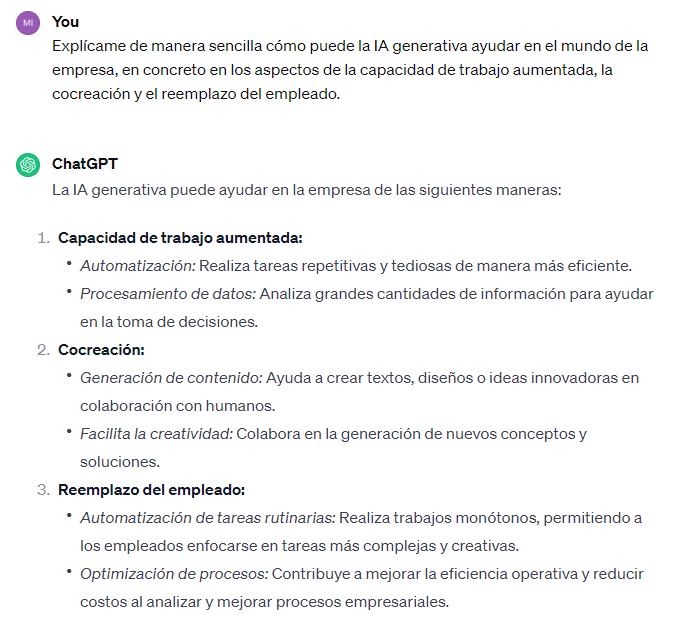 MI
You
Explícame de manera sencilla cómo puede la IA generativa ayudar en el mundo de la
empresa, en concreto en los aspectos de la capacidad de trabajo aumentada, la
cocreación y el reemplazo del empleado.
ChatGPT
La IA generativa puede ayudar en la empresa de las siguientes maneras:
1. Capacidad de trabajo aumentada:
• Automatización: Realiza tareas repetitivas y tediosas de manera más eficiente.
• Procesamiento de datos: Analiza grandes cantidades de información para ayudar
en la toma de decisiones.
2. Cocreación:
• Generación de contenido: Ayuda a crear textos, diseños o ideas innovadoras en
colaboración con humanos.
• Facilita la creatividad: Colabora en la generación de nuevos conceptos y
soluciones.
3. Reemplazo del empleado:
• Automatización de tareas rutinarias: Realiza trabajos monótonos, permitiendo a
los empleados enfocarse en tareas más complejas y creativas.
• Optimización de procesos: Contribuye a mejorar la eficiencia operativa y reducir
costos al analizar y mejorar procesos empresariales.